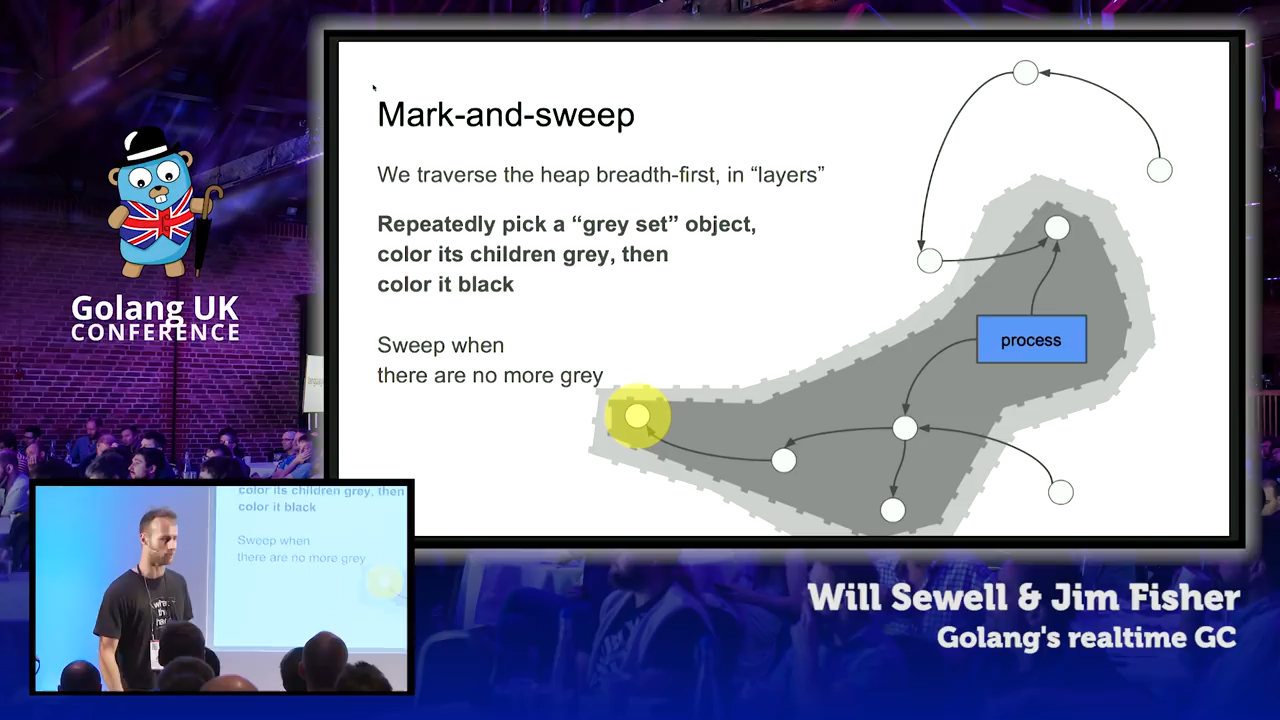 Mark-and-sweep
We traverse the heap breadth-first, in “layers”
Repeatedly pick a “grey set” object,
color its children grey, then
color it black
Sweep when
there are no more grey
process
Golang UK
CONFERENCE
color its children grey, then
color it black
Sweep when
there are no more grey
what
the
Will Sewell & Jim Fisher
Golang's realtime GC